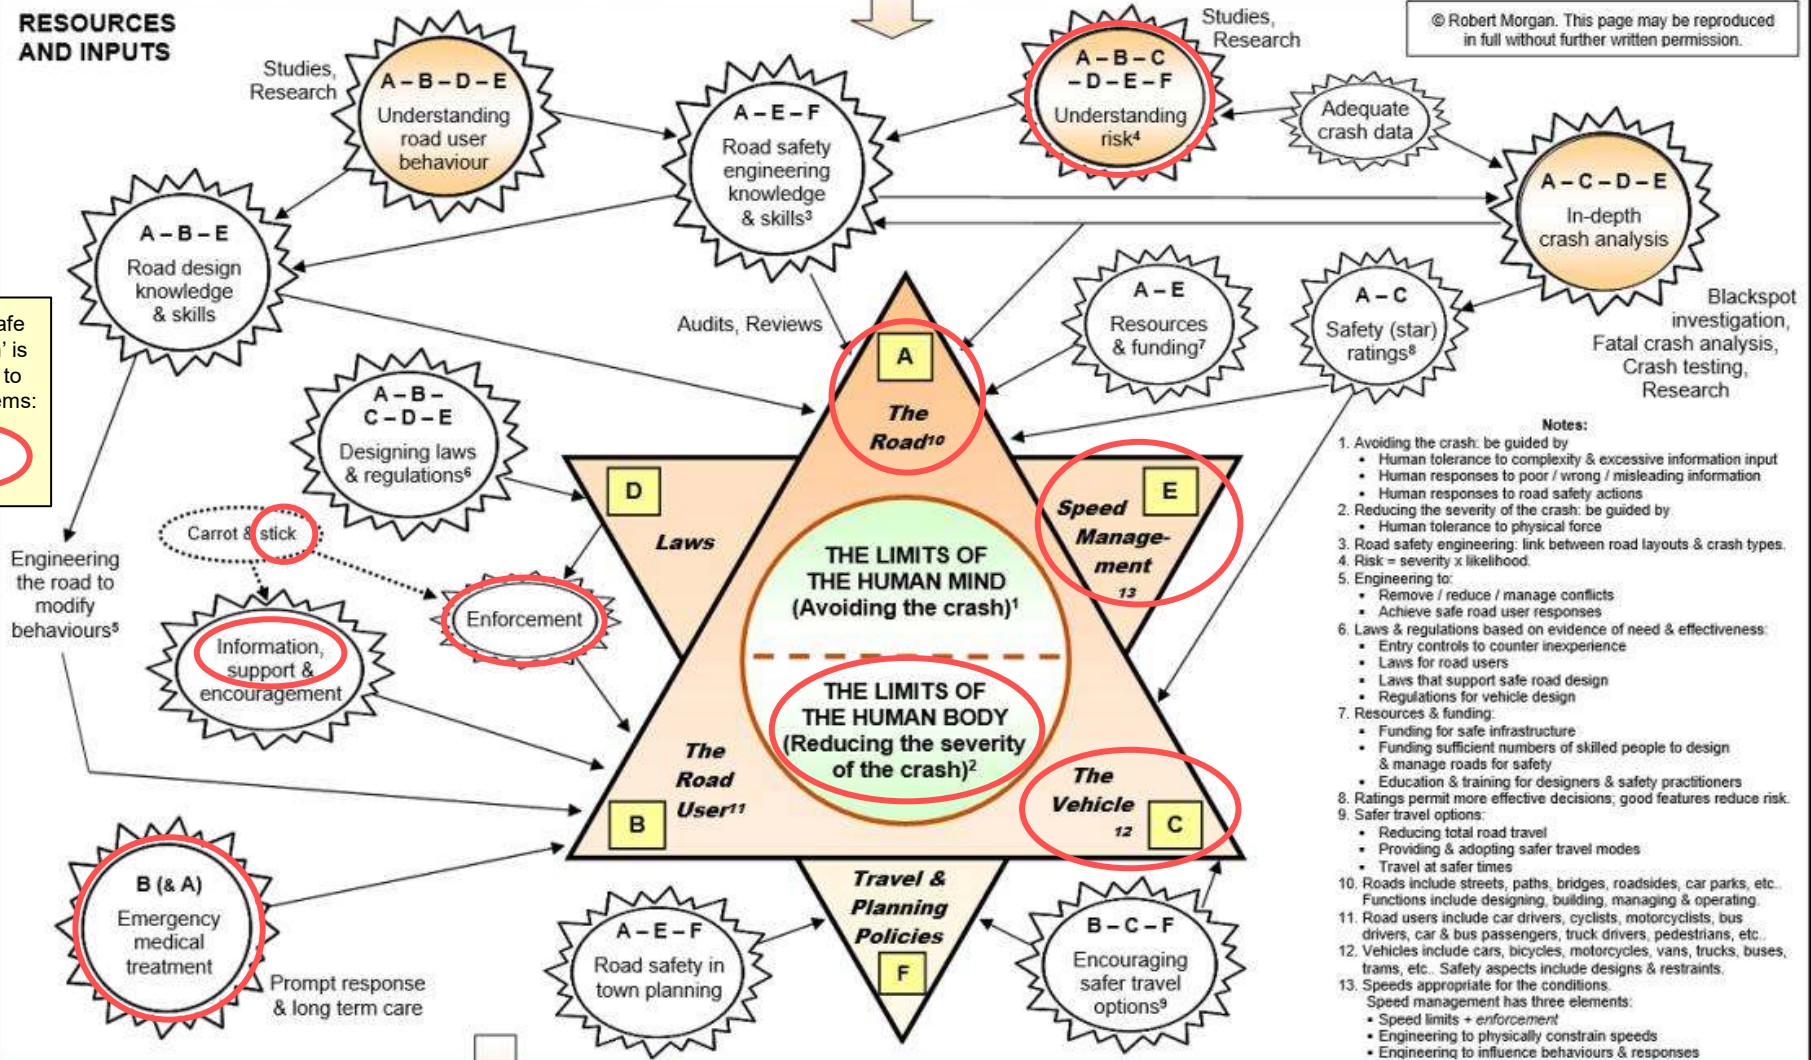 RESOURCES
AND INPUTS
Studies,
Research
A – B – D – E
Understanding
road user
behaviour
A – E – F
Road safety
engineering
knowledge
& skills³
Studies,
Research
A – B – C
– D – E – F
Understanding
risk⁴
Adequate
crash data
© Robert Morgan. This page may be reproduced
in full without further written permission.
A – C – D – E
In-depth
crash analysis
Blackspot
investigation,
Fatal crash analysis,
Crash testing,
Research
A – B – E
Road design
knowledge
& skills
Audits, Reviews
A – E
Resources
& funding⁷
A – C
Safety (star)
ratings⁸
afe
’ is
to
ems:
A – B –
C – D – E
Designing laws
& regulations⁶
A
The
Road¹⁰
D
Laws
E
Speed
Manage-
ment
13
Carrot & stick
Enforcement
Information,
support &
encouragement
Engineering
the road to
modify
behaviours⁵
THE LIMITS OF
THE HUMAN MIND
(Avoiding the crash)¹
THE LIMITS OF
THE HUMAN BODY
(Reducing the severity
of the crash)²
The
Road
User¹¹
B
The
Vehicle
12
C
B (& A)
Emergency
medical
treatment
Prompt response
& long term care
A – E – F
Road safety in
town planning
Travel &
Planning
Policies
F
B – C – F
Encouraging
safer travel
options⁹
Notes:
1. Avoiding the crash: be guided by
• Human tolerance to complexity & excessive information input
• Human responses to poor / wrong / misleading information
• Human responses to road safety actions
2. Reducing the severity of the crash: be guided by
• Human tolerance to physical force
3. Road safety engineering: link between road layouts & crash types.
4. Risk = severity x likelihood.
5. Engineering to:
• Remove / reduce / manage conflicts
• Achieve safe road user responses
6. Laws & regulations based on evidence of need & effectiveness:
• Entry controls to counter inexperience
• Laws for road users
• Laws that support safe road design
• Regulations for vehicle design
7. Resources & funding:
• Funding for safe infrastructure
• Funding sufficient numbers of skilled people to design
& manage roads for safety
• Education & training for designers & safety practitioners
8. Ratings permit more effective decisions; good features reduce risk.
9. Safer travel options:
• Reducing total road travel
• Providing & adopting safer travel modes
• Travel at safer times
10. Roads include streets, paths, bridges, roadsides, car parks, etc..
Functions include designing, building, managing & operating.
11. Road users include car drivers, cyclists, motorcyclists, bus
drivers, car & bus passengers, truck drivers, pedestrians, etc..
12. Vehicles include cars, bicycles, motorcycles, vans, trucks, buses,
trams, etc.. Safety aspects include designs & restraints.
13. Speeds appropriate for the conditions.
Speed management has three elements:
• Speed limits + enforcement
• Engineering to physically constrain speeds
• Engineering to influence behaviours & responses